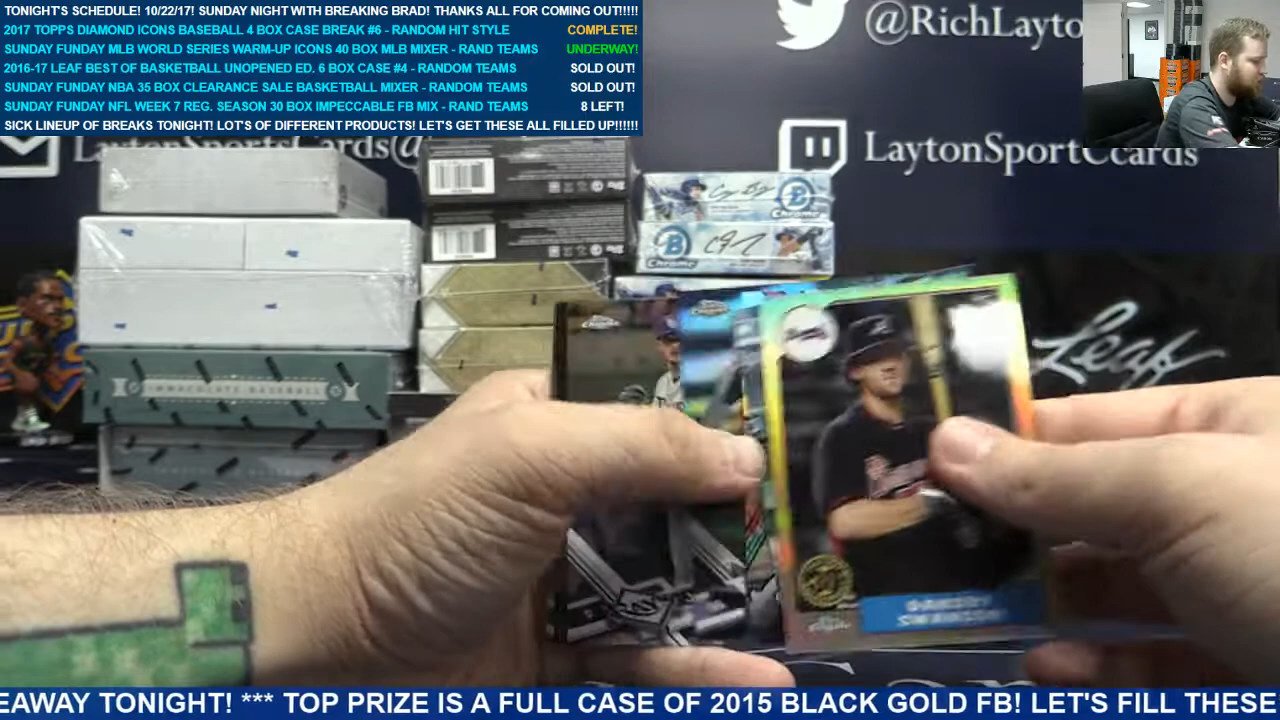 TONIGHT'S SCHEDULE! 10/22/17! SUNDAY NIGHT WITH BREAKING BRAD! THANKS ALL FOR COMING OUT!!!!!
2017 TOPPS DIAMOND ICONS BASEBALL 4 BOX CASE BREAK #6 - RANDOM HIT STYLE COMPLETE!
SUNDAY FUNDAY MLB WORLD SERIES WARM-UP ICONS 40 BOX MLB MIXER - RAND TEAMS UNDERWAY!
2016-17 LEAF BEST OF BASKETBALL UNOPENED ED. 6 BOX CASE #4 - RANDOM TEAMS SOLD OUT!
SUNDAY FUNDAY NBA 35 BOX CLEARANCE SALE BASKETBALL MIXER - RANDOM TEAMS SOLD OUT!
SUNDAY FUNDAY NFL WEEK 7 REG. SEASON 30 BOX IMPECCABLE FB MIX - RAND TEAMS 8 LEFT!
SICK LINEUP OF BREAKS TONIGHT! LOT'S OF DIFFERENT PRODUCTS! LET'S GET THESE ALL FILLED UP!!!!!!
@RichLayto
LaytonSportsCards@
LaytonSportCcards
Chrome
Chrome
IMMACULATE BASEBALL
Leaf
DANSBY
SWANSON
EAWAY TONIGHT! *** TOP PRIZE IS A FULL CASE OF 2015 BLACK GOLD FB! LET'S FILL THESE